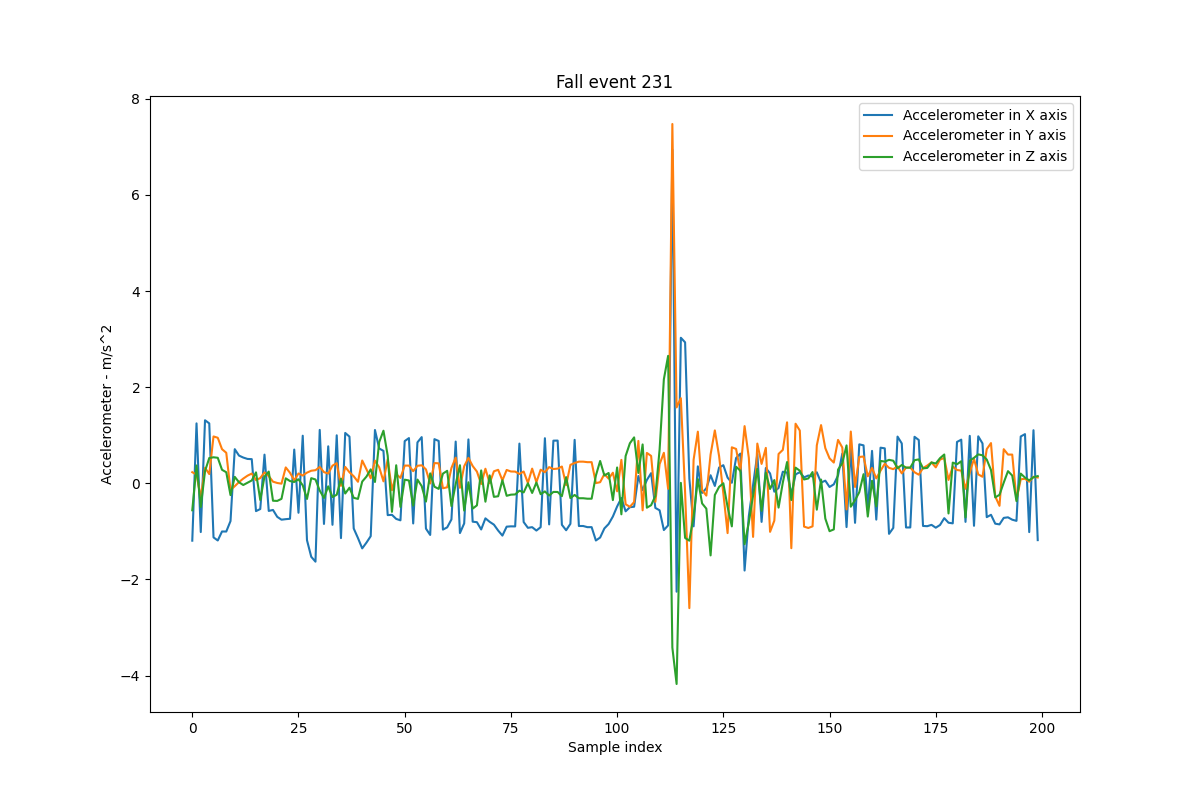 Fall event 231
Accelerometer in X axis
Accelerometer in Y axis
Accelerometer in Z axis
Accelerometer - m/s^2
8
6
4
2
0
−2
−4
0 25 50 75 100 125 150 175 200
Sample index